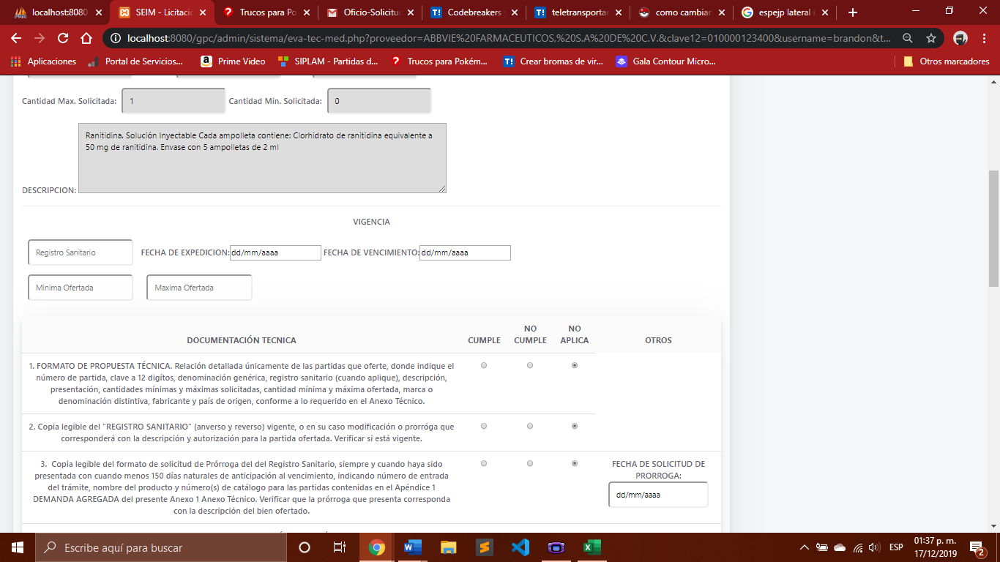 localhost:8080
SEIM - Licitaci
Trucos para Po
Oficio-Solicitu
Codebreakers
teletransporta
como cambiar
espejp lateral i
localhost:8080/gpc/admin/sistema/eva-tec-med.php?proveedor=ABBVIE%20FARMACEUTICOS,%20S.A%20DE%20C.V.&clave12=010000123400&username=brandon&t...
Aplicaciones
Portal de Servicios...
Prime Video
SIPLAM - Partidas d...
Trucos para Pokém...
Crear bromas de vir...
Gala Contour Micro...
Otros marcadores
Cantidad Max. Solicitada: 1 Cantidad Min. Solicitada: 0
Ranitidina. Solución Inyectable Cada ampolleta contiene: Clorhidrato de ranitidina equivalente a
50 mg de ranitidina. Envase con 5 ampolletas de 2 ml
DESCRIPCION:
VIGENCIA
Registro Sanitario FECHA DE EXPEDICION: dd/mm/aaaa FECHA DE VENCIMIENTO: dd/mm/aaaa
Minima Ofertada Maxima Ofertada
DOCUMENTACIÓN TECNICA
CUMPLE
NO
CUMPLE
NO
APLICA
OTROS
1. FORMATO DE PROPUESTA TÉCNICA. Relación detallada únicamente de las partidas que oferte, donde indique el
número de partida, clave a 12 digítos, denominación genérica, registro sanitario (cuando aplique), descripción,
presentación, cantidades mínimas y máximas solicitadas, cantidad mínima y máxima ofertada, marca o
denominación distintiva, fabricante y país de origen, conforme a lo requerido en el Anexo Técnico.
2. Copia legible del "REGISTRO SANITARIO" (anverso y reverso) vigente, o en su caso modificación o prorróga que
corresponderá con la descripción y autorización para la partida ofertada. Verificar si está vigente.
3. Copia legible del formato de solicitud de Prórroga del del Registro Sanitario, siempre y cuando haya sido
presentada con cuando menos 150 días naturales de anticipación al vencimiento, indicando número de entrada
del trámite, nombre del producto y número(s) de catálogo para las partidas contenidas en el Apéndice 1
DEMANDA AGREGADA del presente Anexo 1 Anexo Técnico. Verificar que la prórroga que presenta corresponda
con la descripción del bien ofertado.
FECHA DE SOLICITUD DE
PRORROGA:
dd/mm/aaaa
Escribe aquí para buscar
ESP
01:37 p. m.
17/12/2019
2